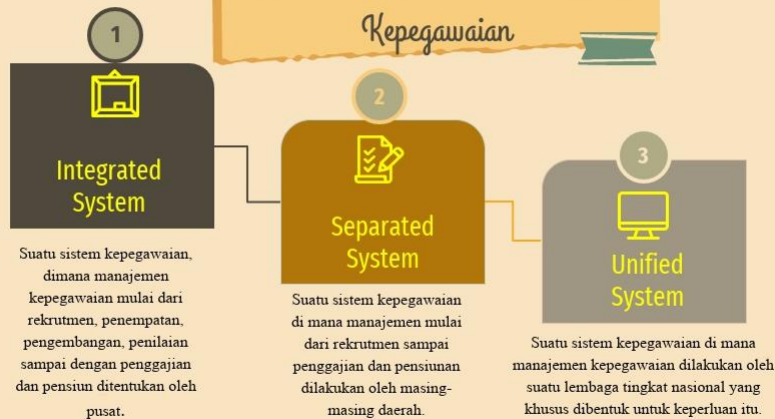 Kepegawaian
1
Integrated
System
Suatu sistem kepegawaian,
dimana manajemen
kepegawaian mulai dari
rekrutmen, penempatan,
pengembangan, penilaian
sampai dengan penggajian
dan pensiun ditentukan oleh
pusat.
2
Separated
System
Suatu sistem kepegawaian
di mana manajemen mulai
dari rekrutmen sampai
penggajian dan pensiunan
dilakukan oleh masing-
masing daerah.
3
Unified
System
Suatu sistem kepegawaian di mana
manajemen kepegawaian dilakukan oleh
suatu lembaga tingkat nasional yang
khusus dibentuk untuk keperluan itu.